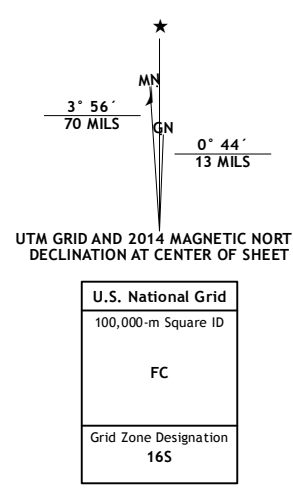 ★
MN
3° 56´
70 MILS
GN
0° 44´
13 MILS
UTM GRID AND 2014 MAGNETIC NORT
DECLINATION AT CENTER OF SHEET
U.S. National Grid
100,000-m Square ID
FC
Grid Zone Designation
16S